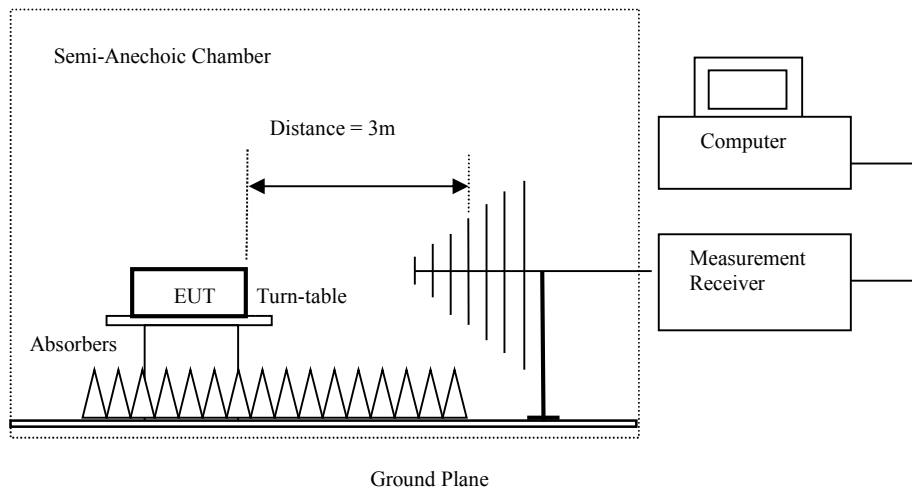 Semi-Anechoic Chamber
Distance = 3m
Computer
Measurement
Receiver
EUT
Turn-table
Absorbers
Ground Plane